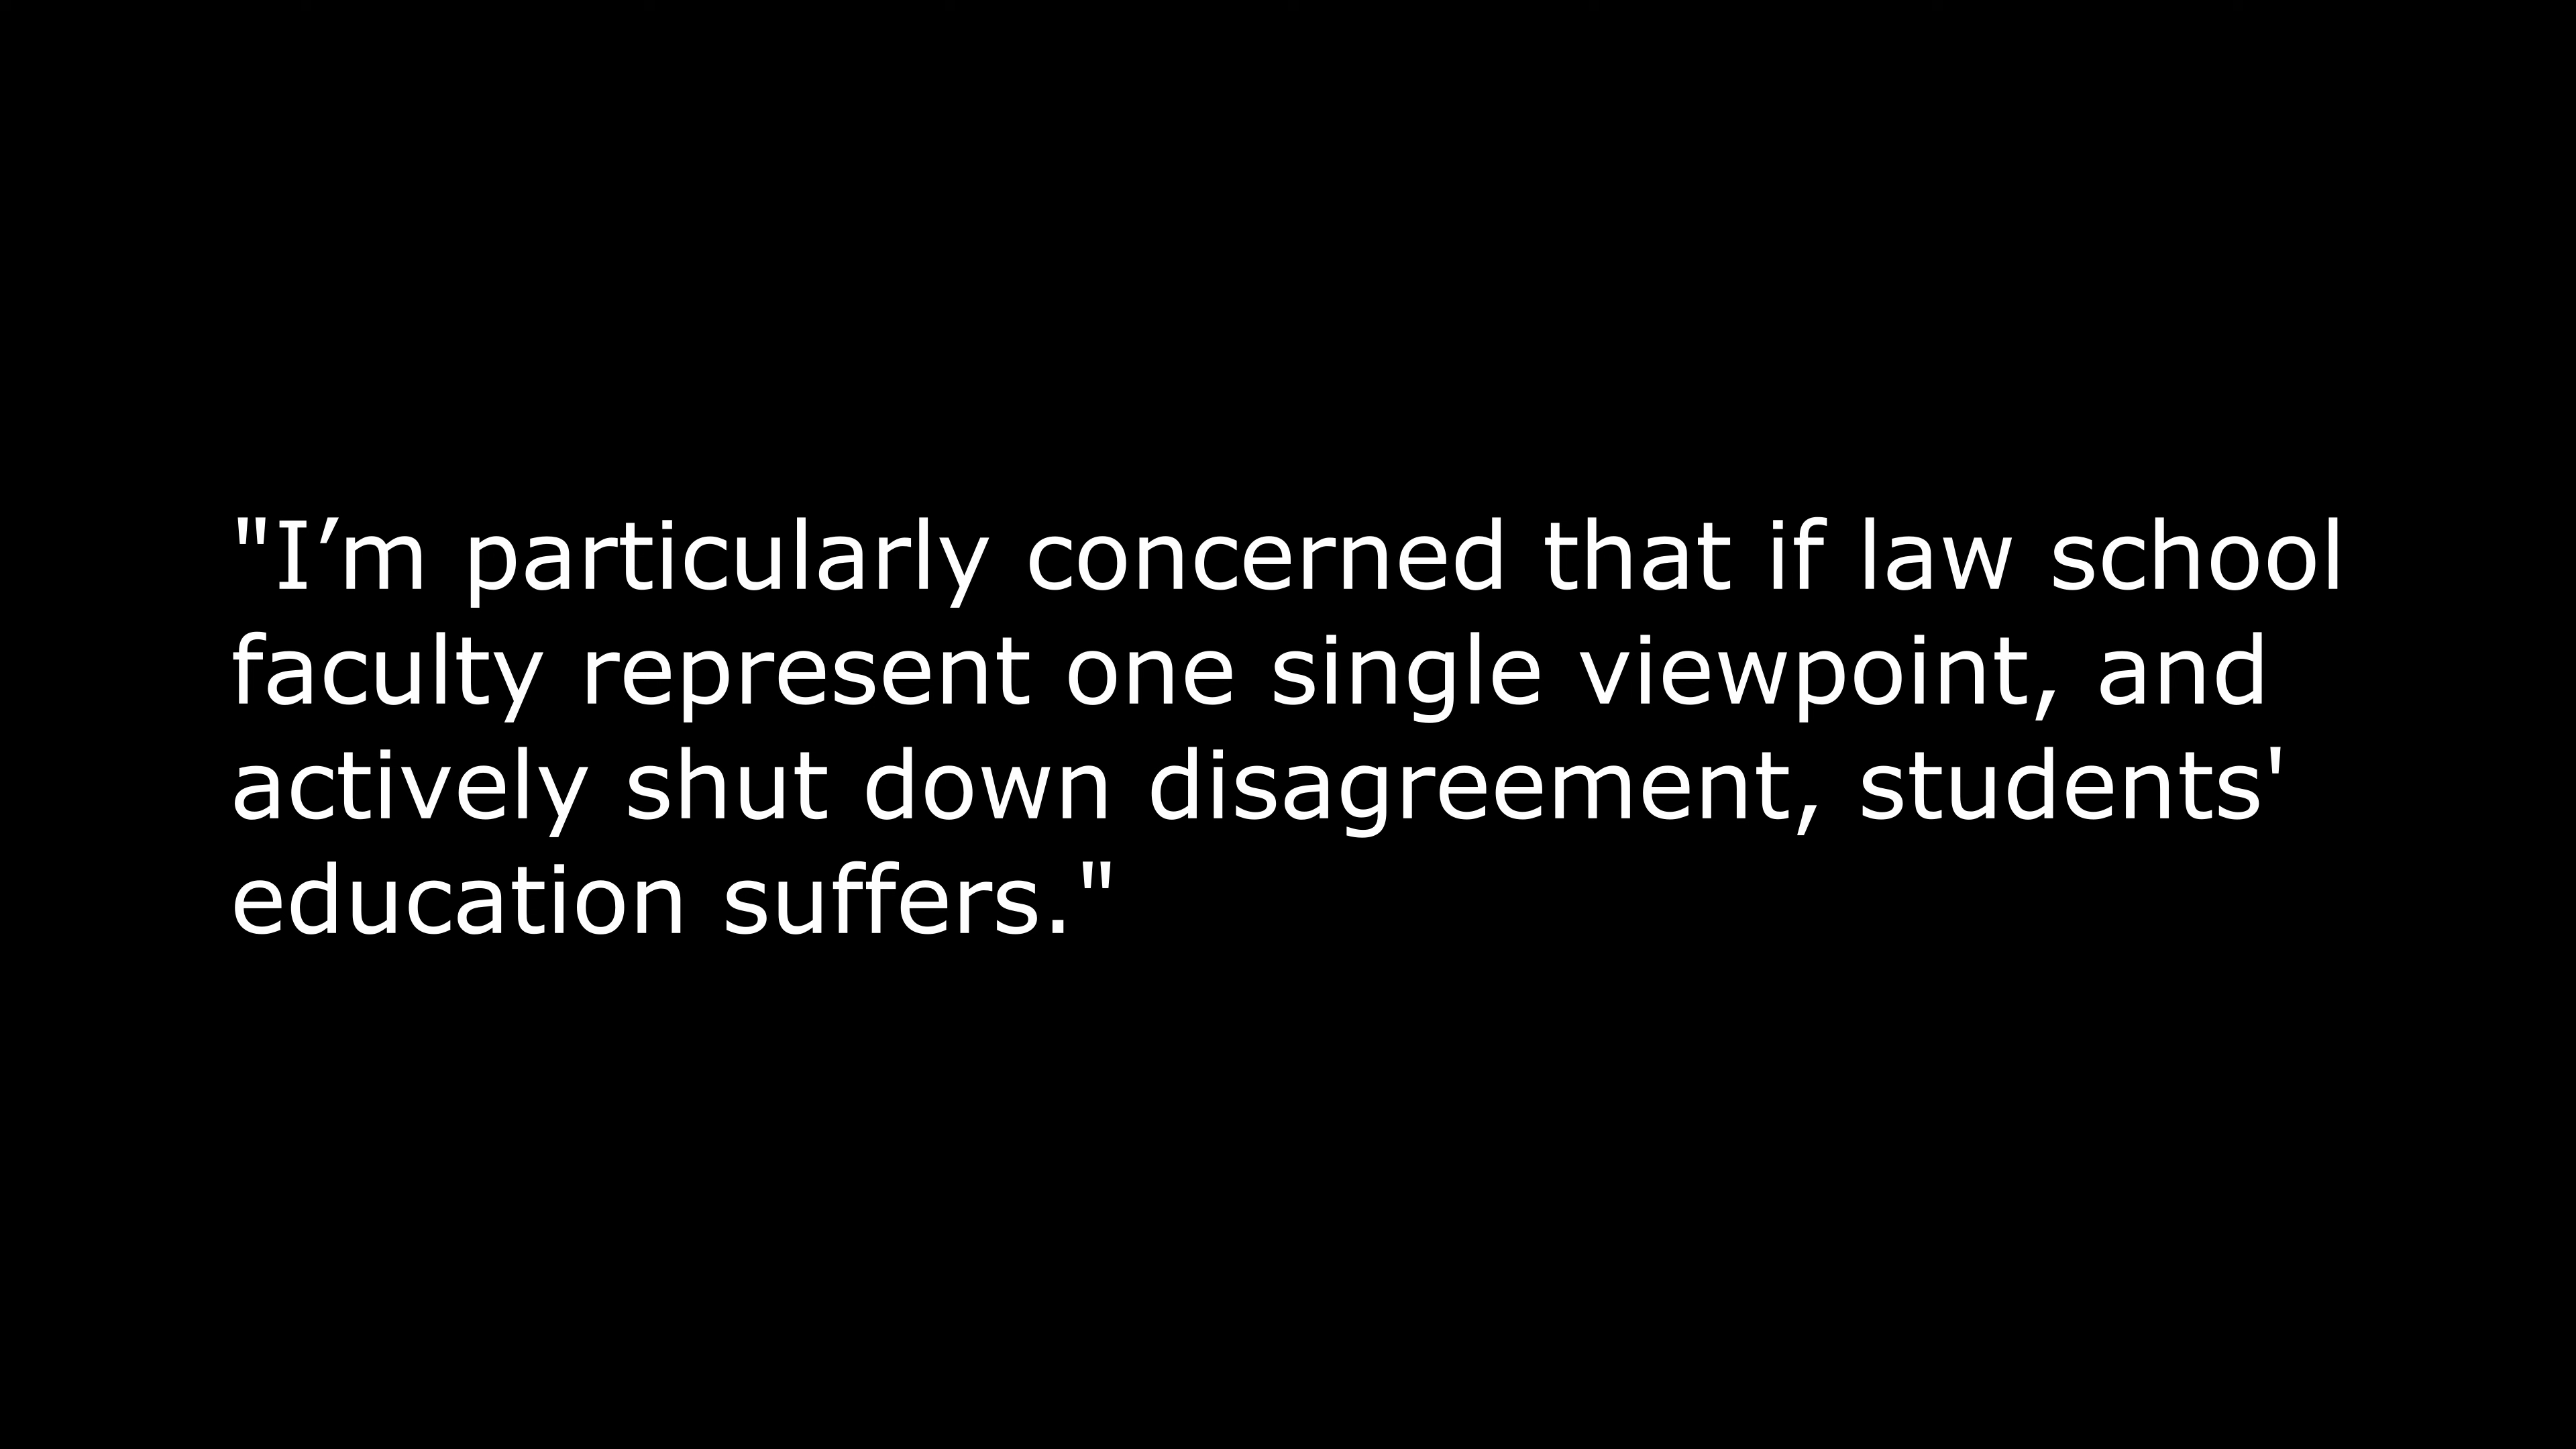 "I’m particularly concerned that if law school
faculty represent one single viewpoint, and
actively shut down disagreement, students'
education suffers."